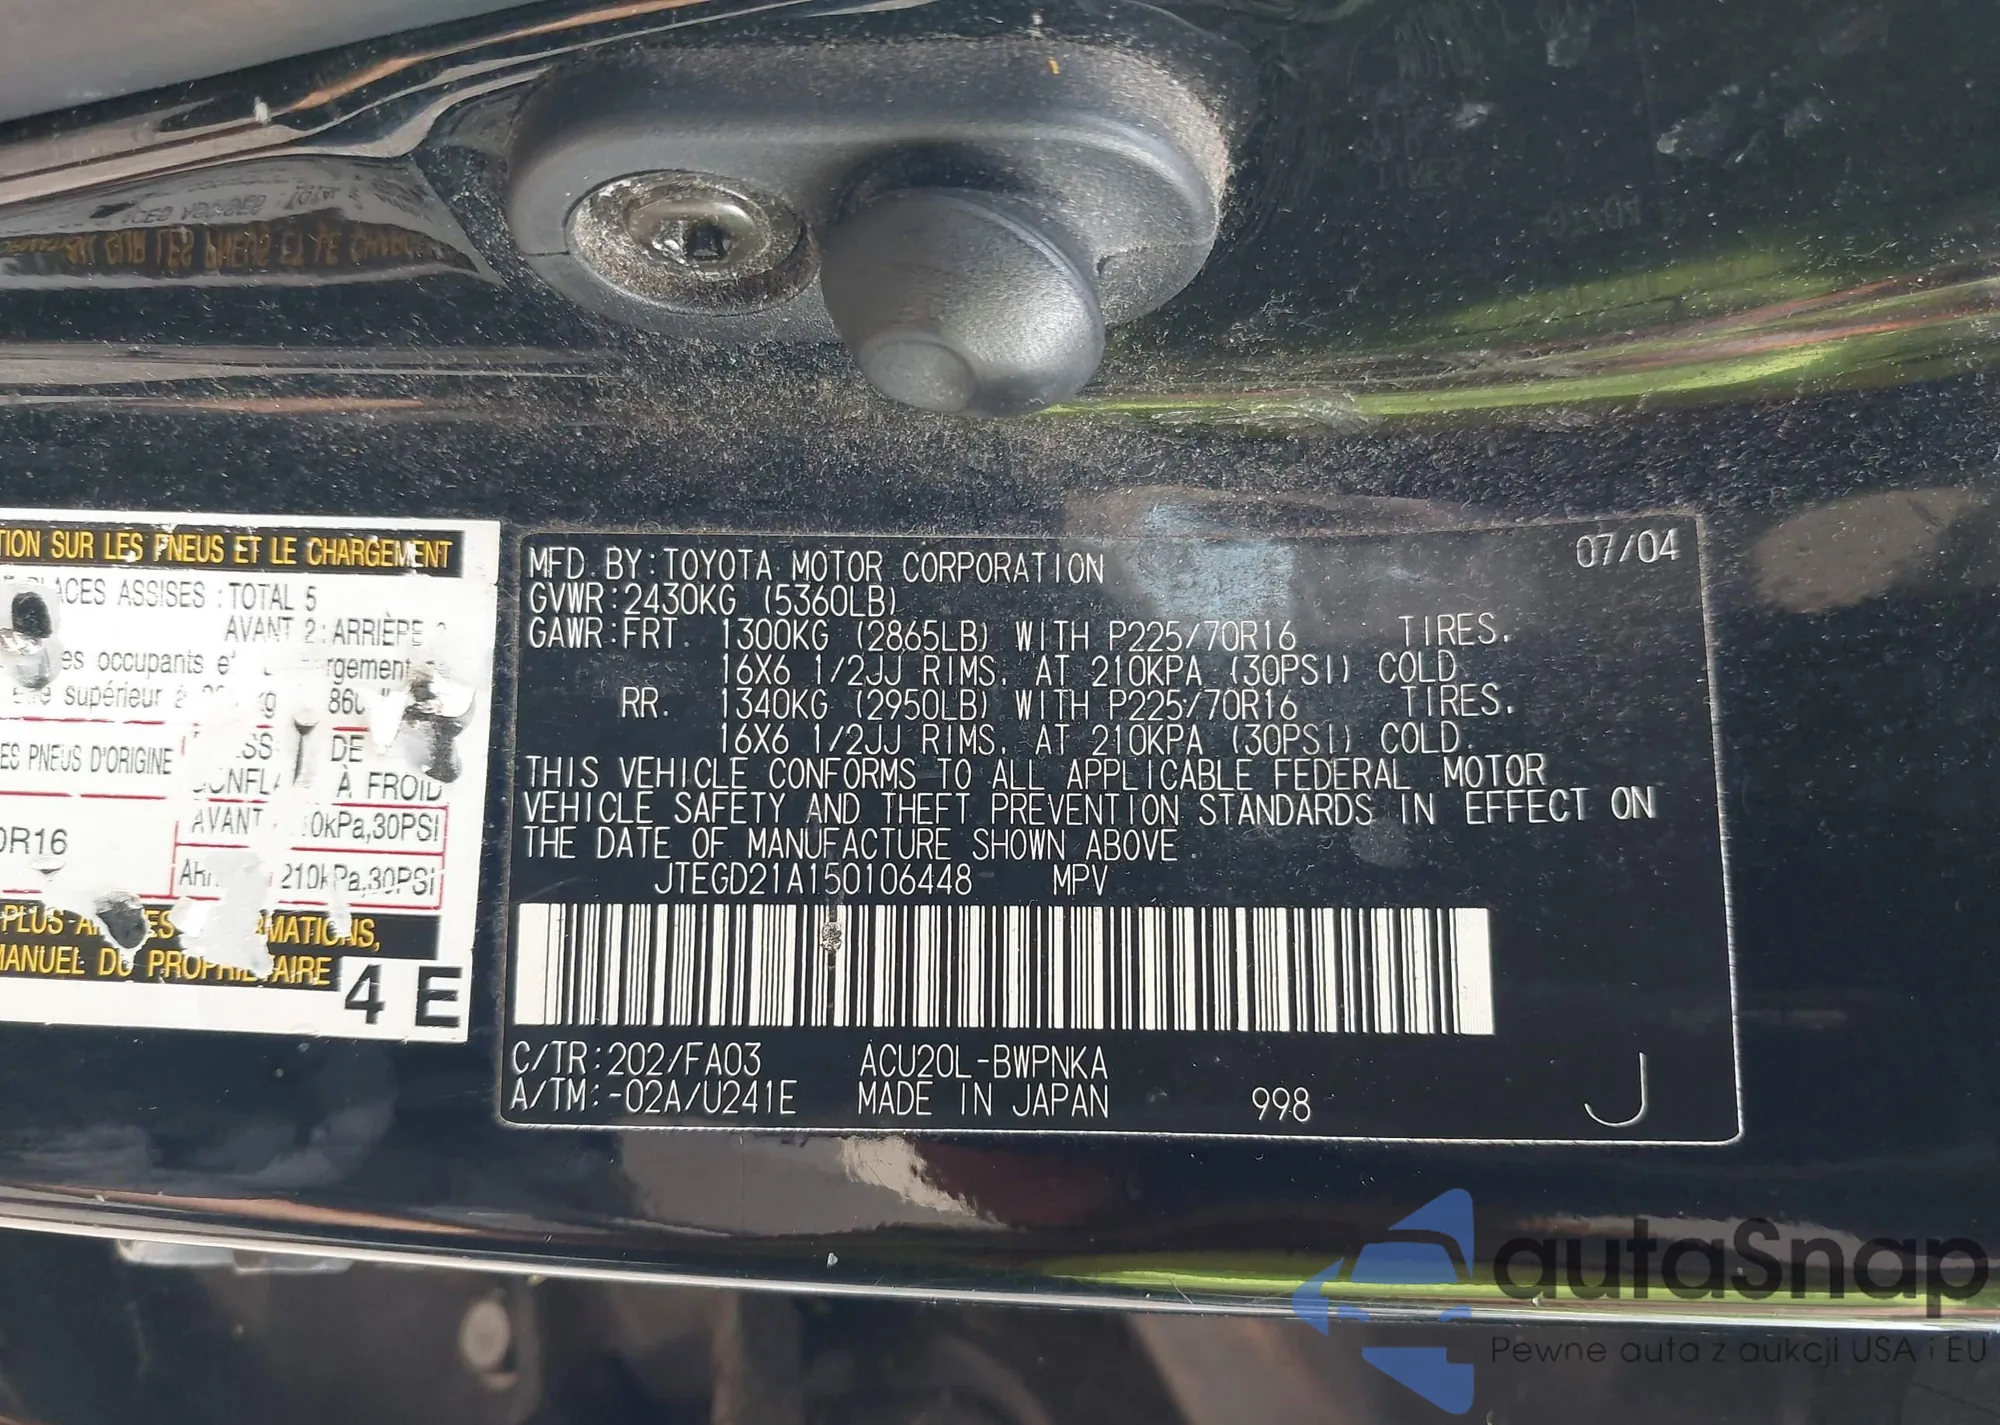 TION SUR LES PNEUS ET LE CHARGEMENT
PLACES ASSISES : TOTAL 5
AVANT 2 : ARRIÈRE
es occupants
supérieur à
860
ES PNEUS D'ORIGINE
DE
À FROID
AVANT 0kPa,30PSI
0R16
210kPa,30PSI
PLUS
MATIONS,
MANUEL DU PROPRIETAIRE
4 E
07/04
MFD. BY: TOYOTA MOTOR CORPORATION
GVWR: 2430KG (5360LB)
GAWR: FRT. 1300KG (2865LB) WITH P225/70R16 TIRES.
16X6 1/2JJ RIMS, AT 210KPA (30PSI) COLD.
RR. 1340KG (2950LB) WITH P225/70R16 TIRES.
16X6 1/2JJ RIMS, AT 210KPA (30PSI) COLD.
THIS VEHICLE CONFORMS TO ALL APPLICABLE FEDERAL MOTOR
VEHICLE SAFETY AND THEFT PREVENTION STANDARDS IN EFFECT ON
THE DATE OF MANUFACTURE SHOWN ABOVE.
JTEGD21A150106448 MPV
C/TR: 202/FA03 ACU20L-BWPNKA
A/TM: -02A/U241E MADE IN JAPAN 998 J
autaSnap
Pewne auta z aukcji USA i EU